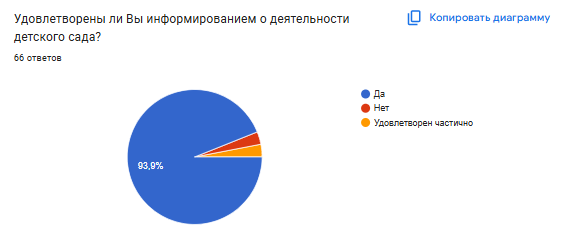 Удовлетворены ли Вы информированием о деятельности
детского сада?
Копировать диаграмму
66 ответов
Да
Нет
Удовлетворен частично
93,9%